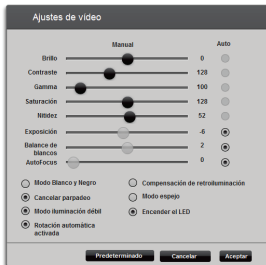 Ajustes de vídeo
Manual Auto
Brillo 0
Contraste 128
Gamma 100
Saturación 128
Nitidez 52
Exposición -6
Balance de blancos 2
AutoFocus 0
Modo Blanco y Negro
Cancelar parpadeo
Modo iluminación débil
Rotación automática activada
Compensación de retroiluminación
Modo espejo
Encender el LED
Predeterminado Cancelar Aceptar